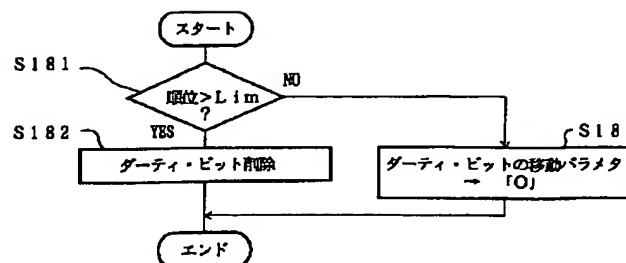 スタート
S181
順位>Lim
?
NO
YES
S182
ダーティ・ビット削除
S18
ダーティ・ビットの移動パラメタ
→ 「0」
エンド